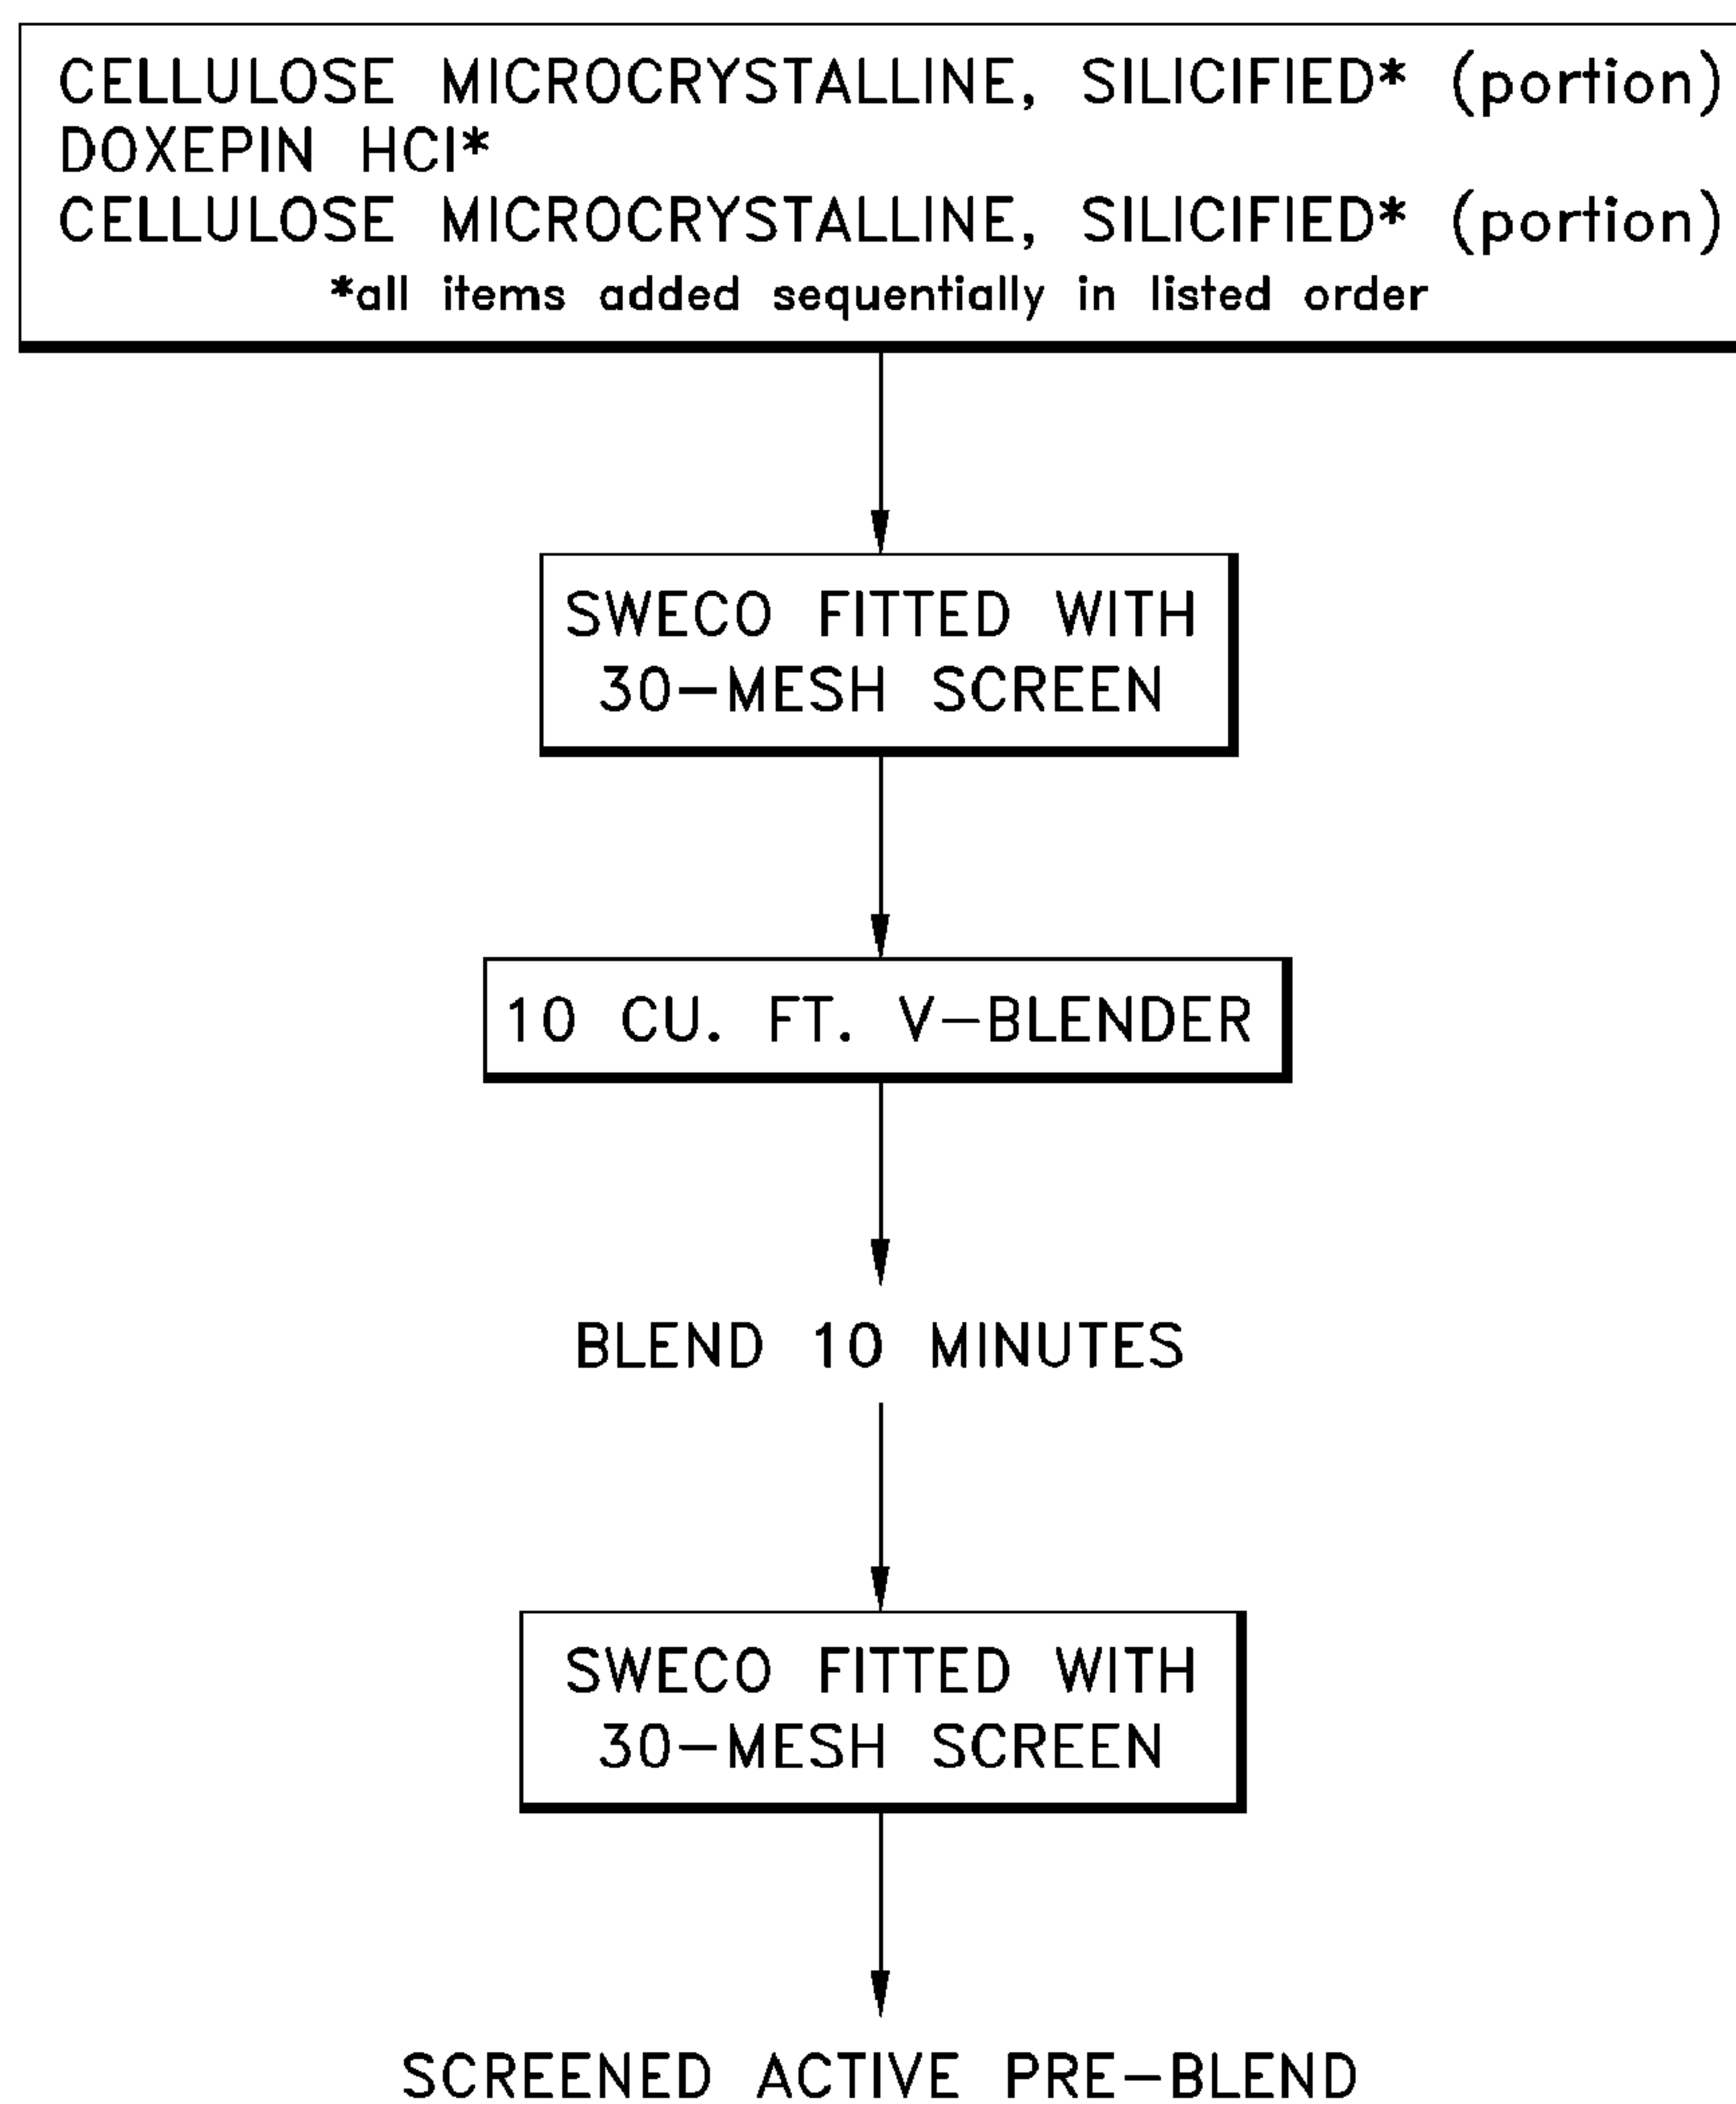 CELLULOSE MICROCRYSTALLINE, SILICIFIED* (portion)
DOXEPIN HCl*
CELLULOSE MICROCRYSTALLINE, SILICIFIED* (portion)
*all items added sequentially in listed order
SWECO FITTED WITH
30-MESH SCREEN
10 CU. FT. V-BLENDER
BLEND 10 MINUTES
SWECO FITTED WITH
30-MESH SCREEN
SCREENED ACTIVE PRE-BLEND